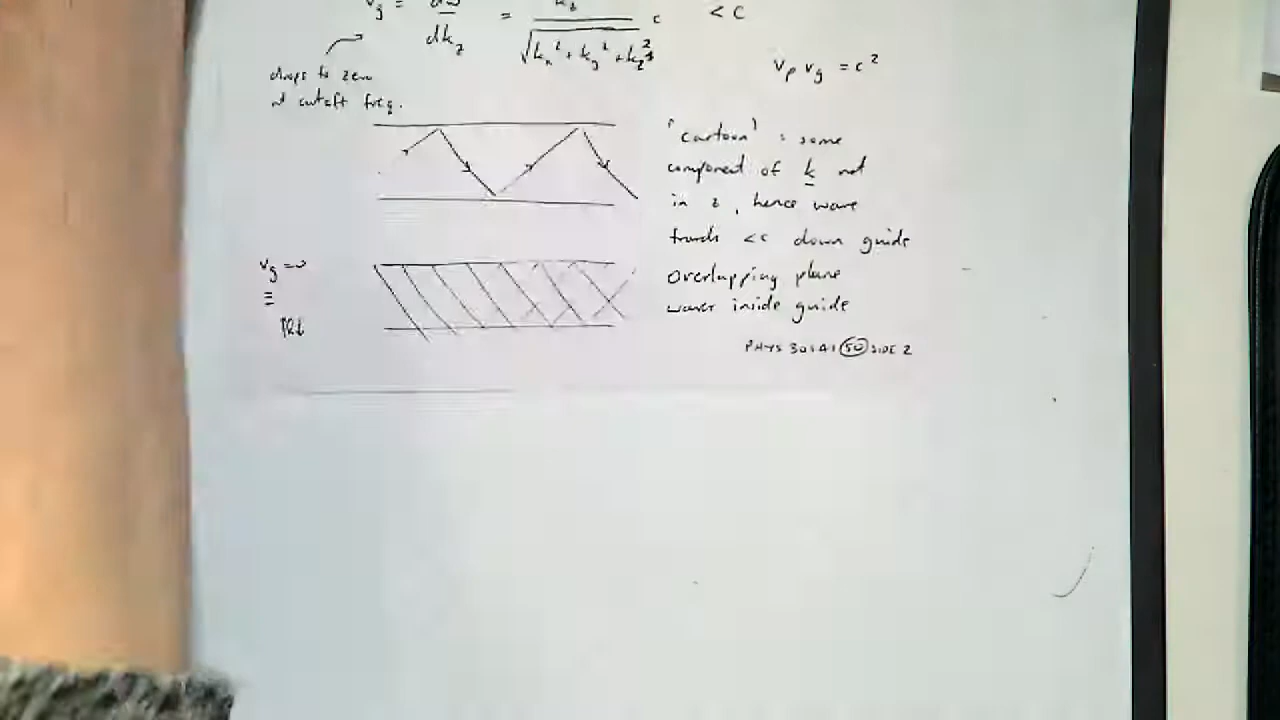 v_g = dω/dk_z = k_z/√(k_x² + k_y² + k_z²) c < c
v_p v_g = c²
drops to zero
at cutoff freq.
'cartoon' : some
component of k not
in z, hence wave
travels <c down guide
overlapping plane
waves inside guide
v_g = 0
≡
PHYS 30141 50 SIDE 2